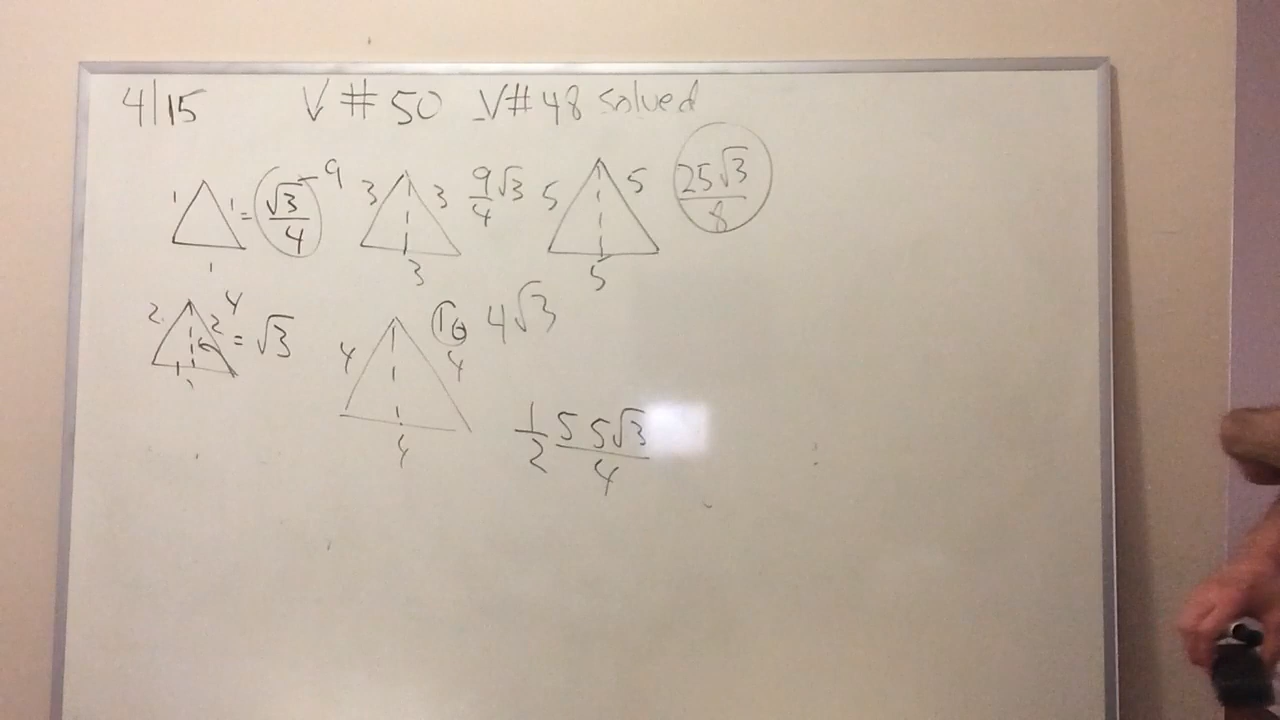 4/15 V # 50 V# 48 solved
1 1 = √3/4 9 3 3 9√3/4 5 5 25√3/8
1 3 5
2 2 4 = √3 4 4 16 4√3
4
1/2 5 5√3/4